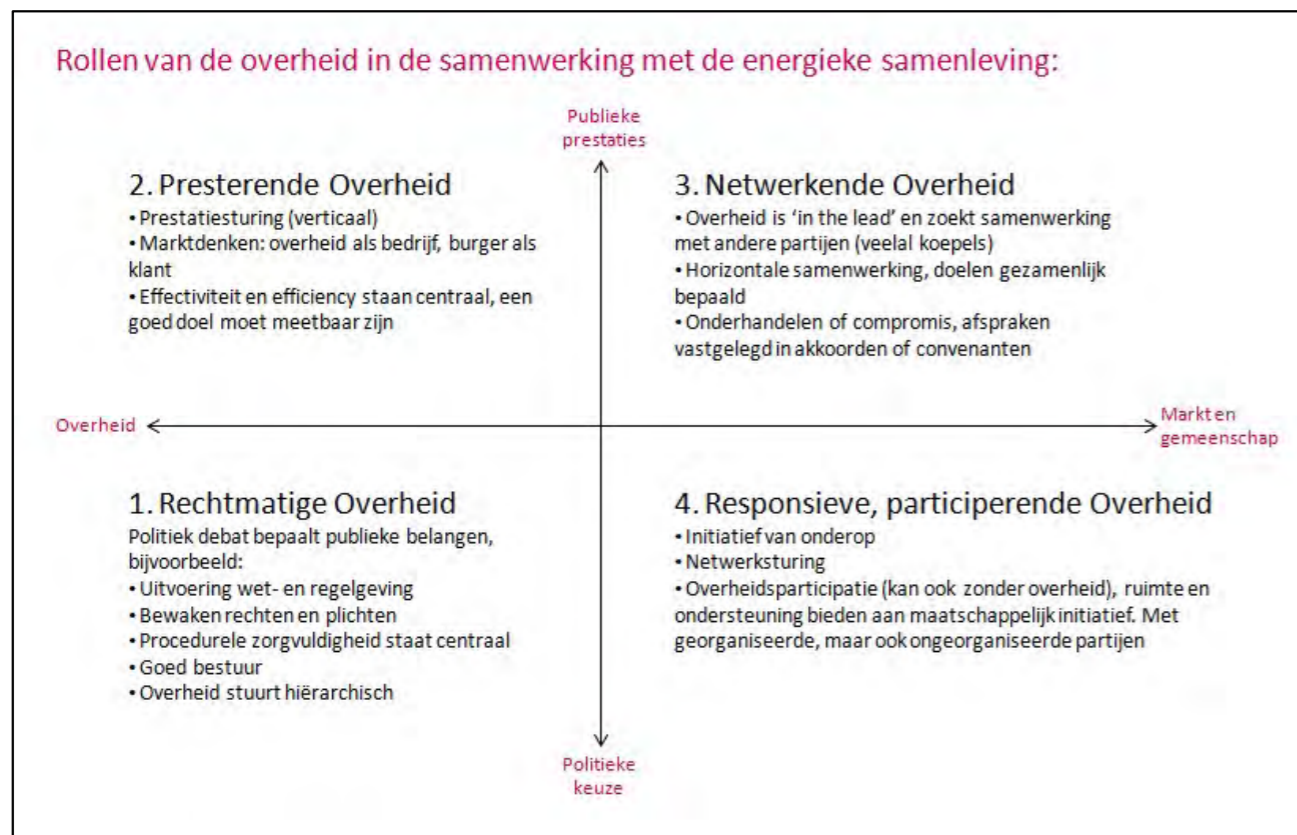 Rollen van de overheid in de samenwerking met de energieke samenleving:
Publieke
prestaties
2. Presterende Overheid
• Prestatiesturing (verticaal)
• Marktdenken: overheid als bedrijf, burger als
klant
• Effectiviteit en efficiency staan centraal, een
goed doel moet meetbaar zijn
3. Netwerkende Overheid
• Overheid is ‘in the lead’ en zoekt samenwerking
met andere partijen (veelal koepels)
• Horizontale samenwerking, doelen gezamenlijk
bepaald
• Onderhandelen of compromis, afspraken
vastgelegd in akkoorden of convenanten
Overheid
Markt en
gemeenschap
1. Rechtmatige Overheid
Politiek debat bepaalt publieke belangen,
bijvoorbeeld:
• Uitvoering wet- en regelgeving
• Bewaken rechten en plichten
• Procedurele zorgvuldigheid staat centraal
• Goed bestuur
• Overheid stuurt hiërarchisch
4. Responsieve, participerende Overheid
• Initiatief van onderop
• Netwerksturing
• Overheidsparticipatie (kan ook zonder overheid), ruimte en
ondersteuning bieden aan maatschappelijk initiatief. Met
georganiseerde, maar ook ongeorganiseerde partijen
Politieke
keuze